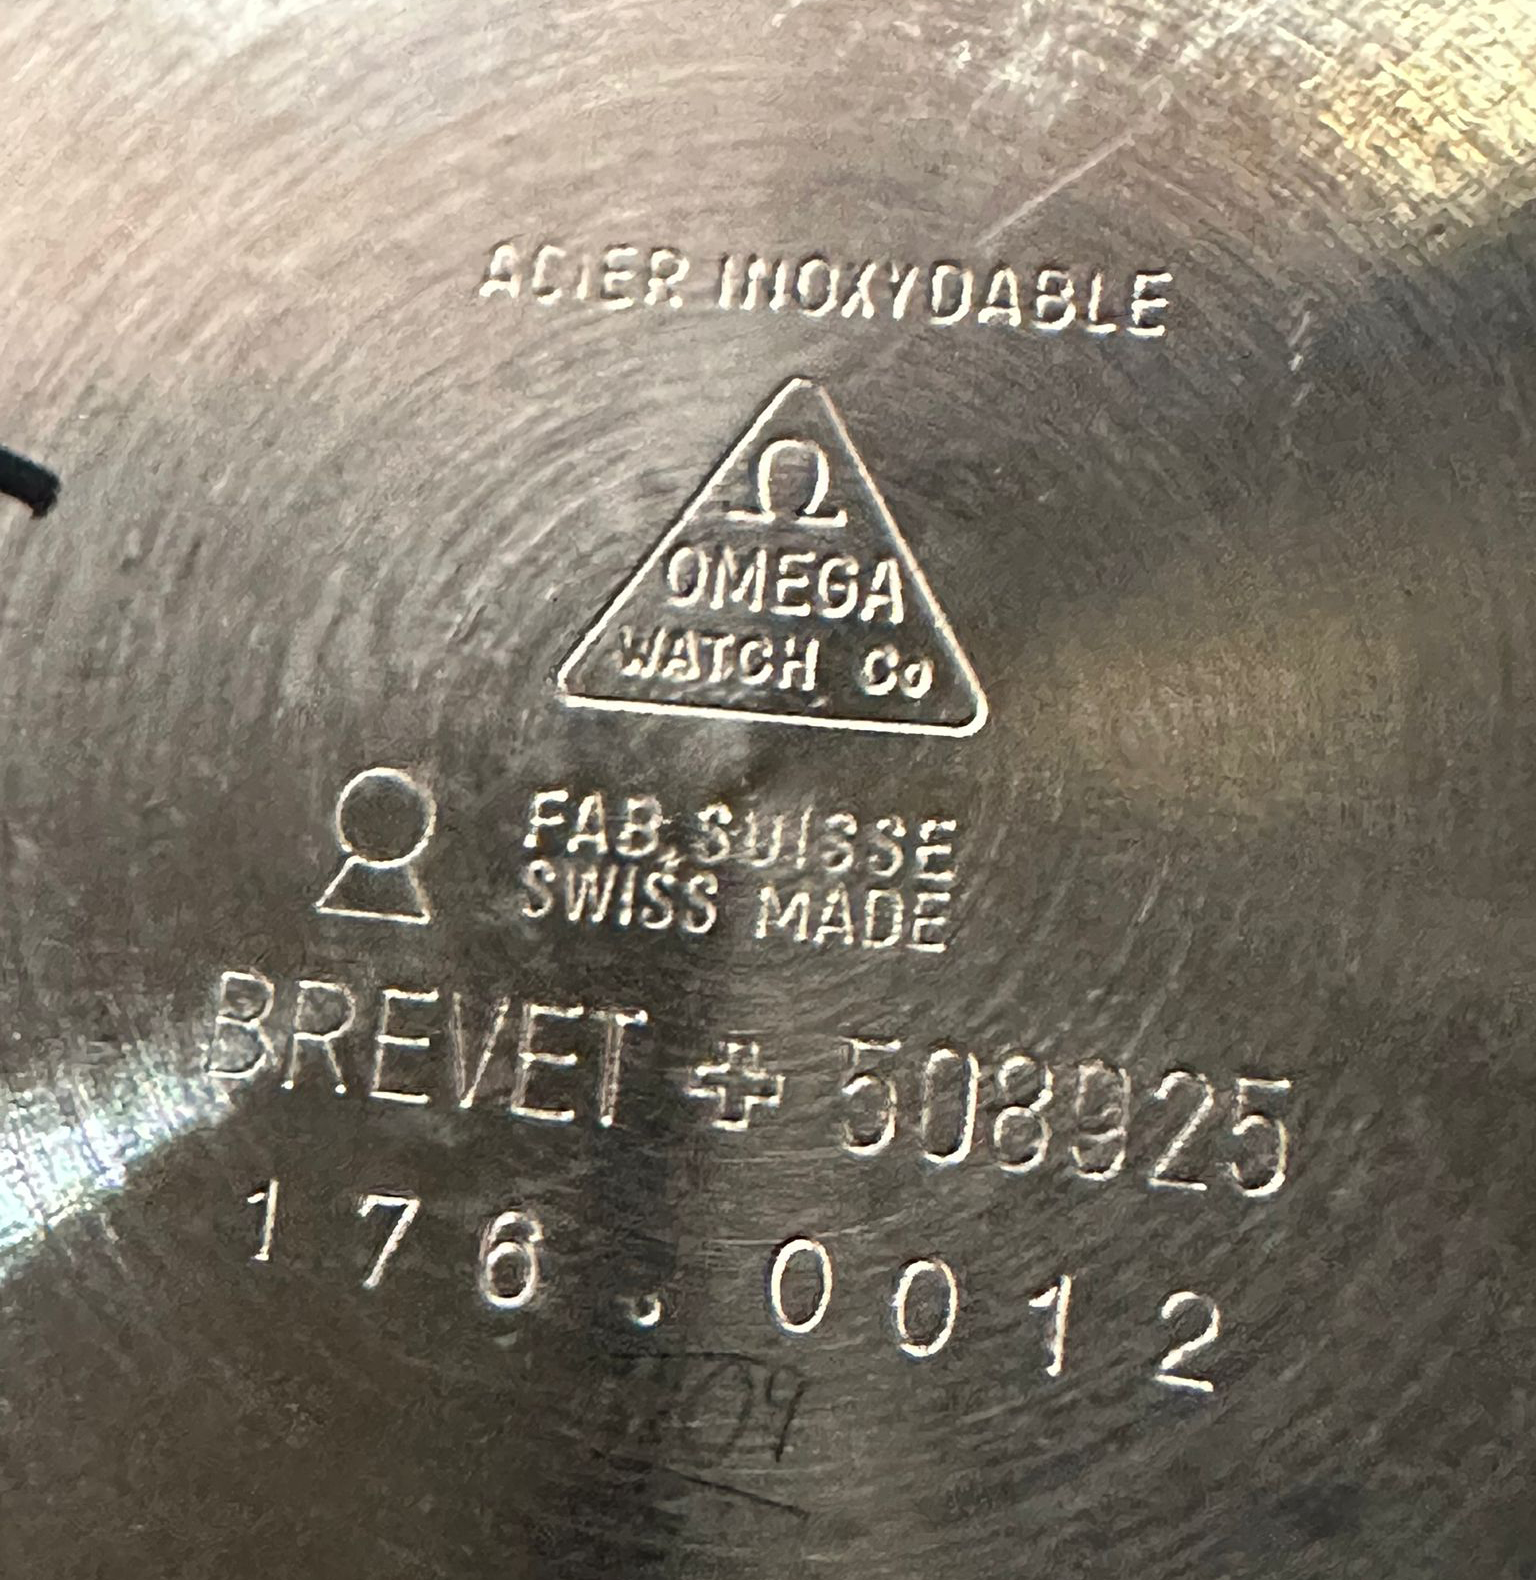 ACIER INOXYDABLE
Ω
OMEGA
WATCH Co
FAB. SUISSE
SWISS MADE
BREVET ✚ 508925
176.0012